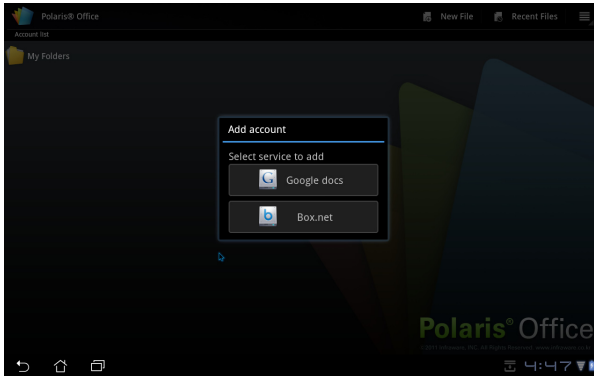 Polaris® Office
New File
Recent Files
Account list
My Folders
Add account
Select service to add
G Google docs
b Box.net
Polaris® Office
4:47